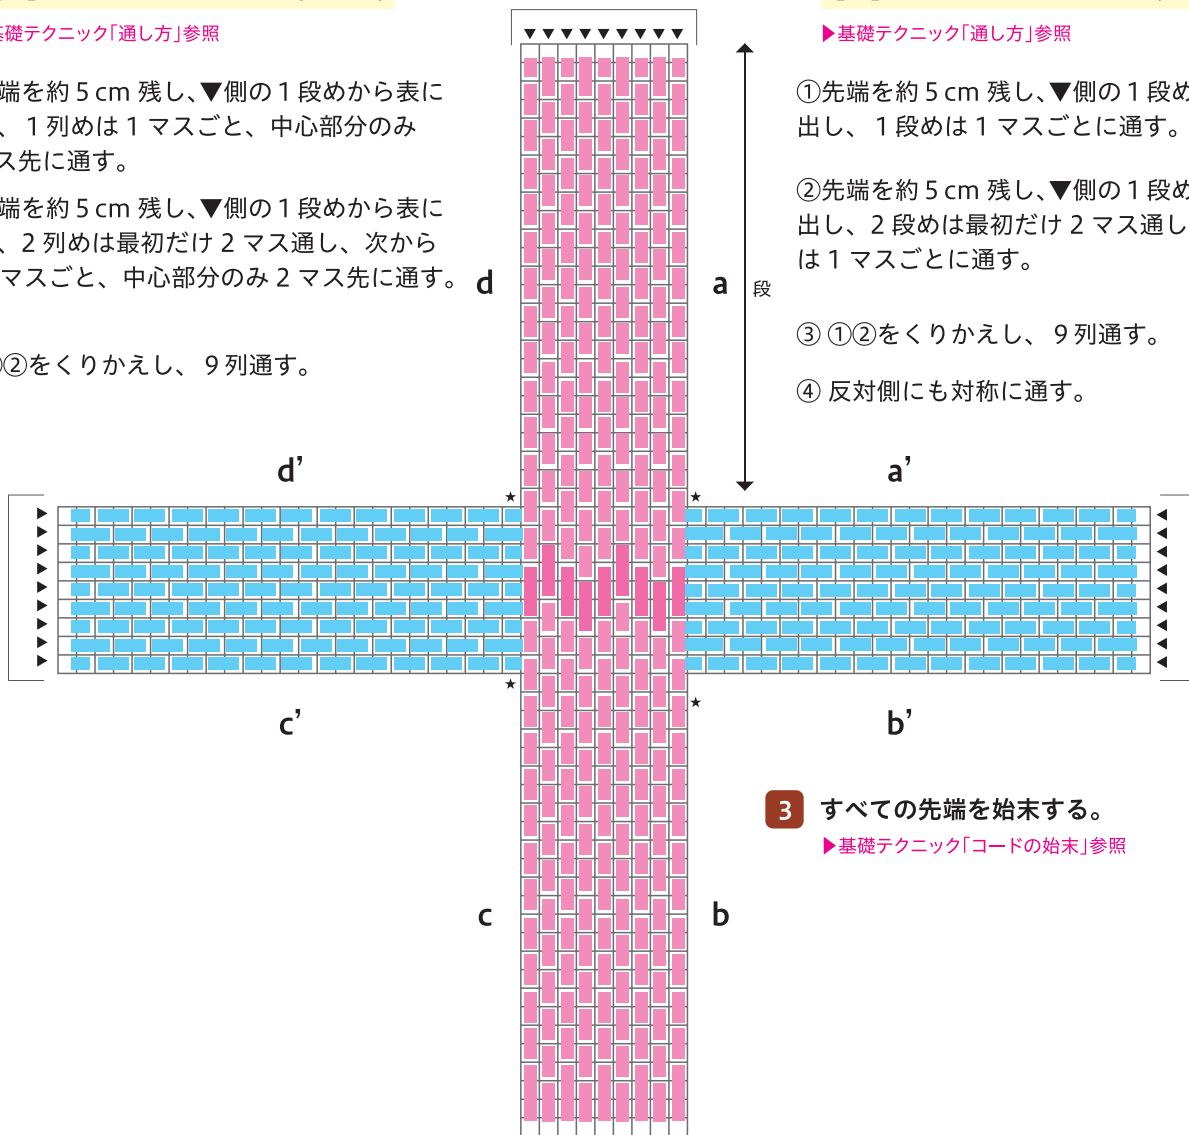 基礎テクニック「通し方」参照
端を約5cm 残し、▼側の1段めから表に
、1列めは1マスごと、中心部分のみ
ス先に通す。
端を約5cm 残し、▼側の1段めから表に
、2列めは最初だけ2マス通し、次から
マスごと、中心部分のみ2マス先に通す。
②をくりかえし、9列通す。
d
a
段
▶基礎テクニック「通し方」参照
①先端を約5cm 残し、▼側の1段め
出し、1段めは1マスごとに通す。
②先端を約5cm 残し、▼側の1段め
出し、2段めは最初だけ2マス通し
は1マスごとに通す。
③ ①②をくりかえし、9列通す。
④ 反対側にも対称に通す。
d’
a’
c’
b’
3 すべての先端を始末する。
▶基礎テクニック「コードの始末」参照
c
b